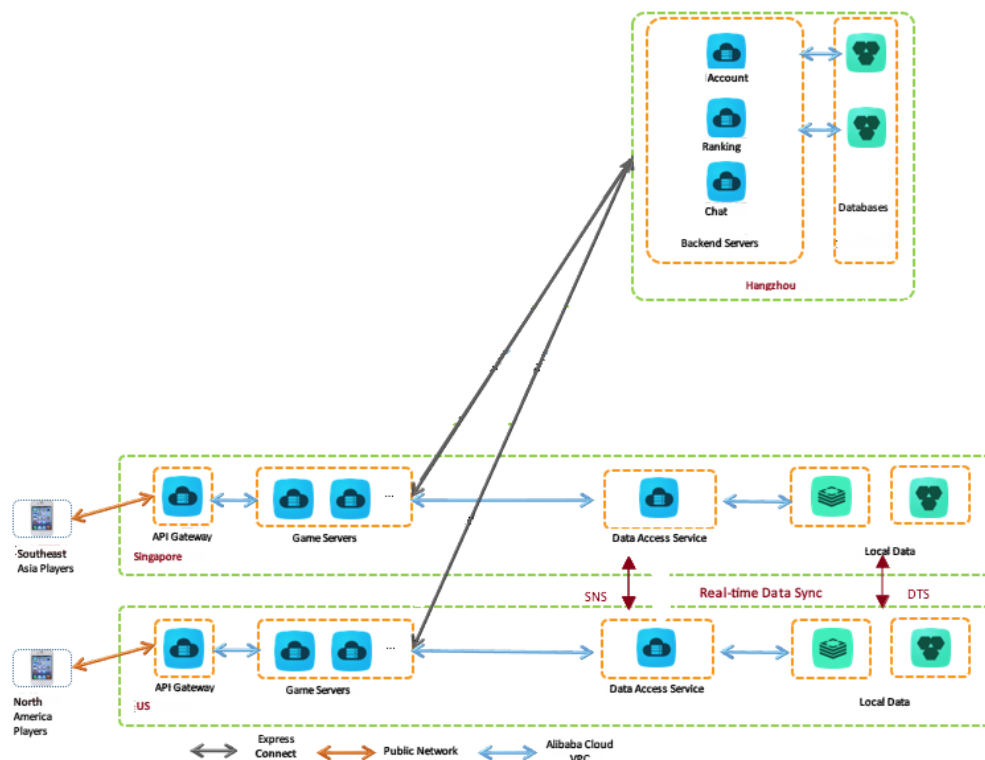 Account
Ranking
Chat
Backend Servers
Databases
Hangzhou
...
API Gateway
Game Servers
Data Access Service
Local Data
Singapore
Southeast
Asia Players
SNS
Real-time Data Sync
DTS
...
API Gateway
Game Servers
Data Access Service
Local Data
US
North
America
Players
Express
Connect
Public Network
Alibaba Cloud
VPC